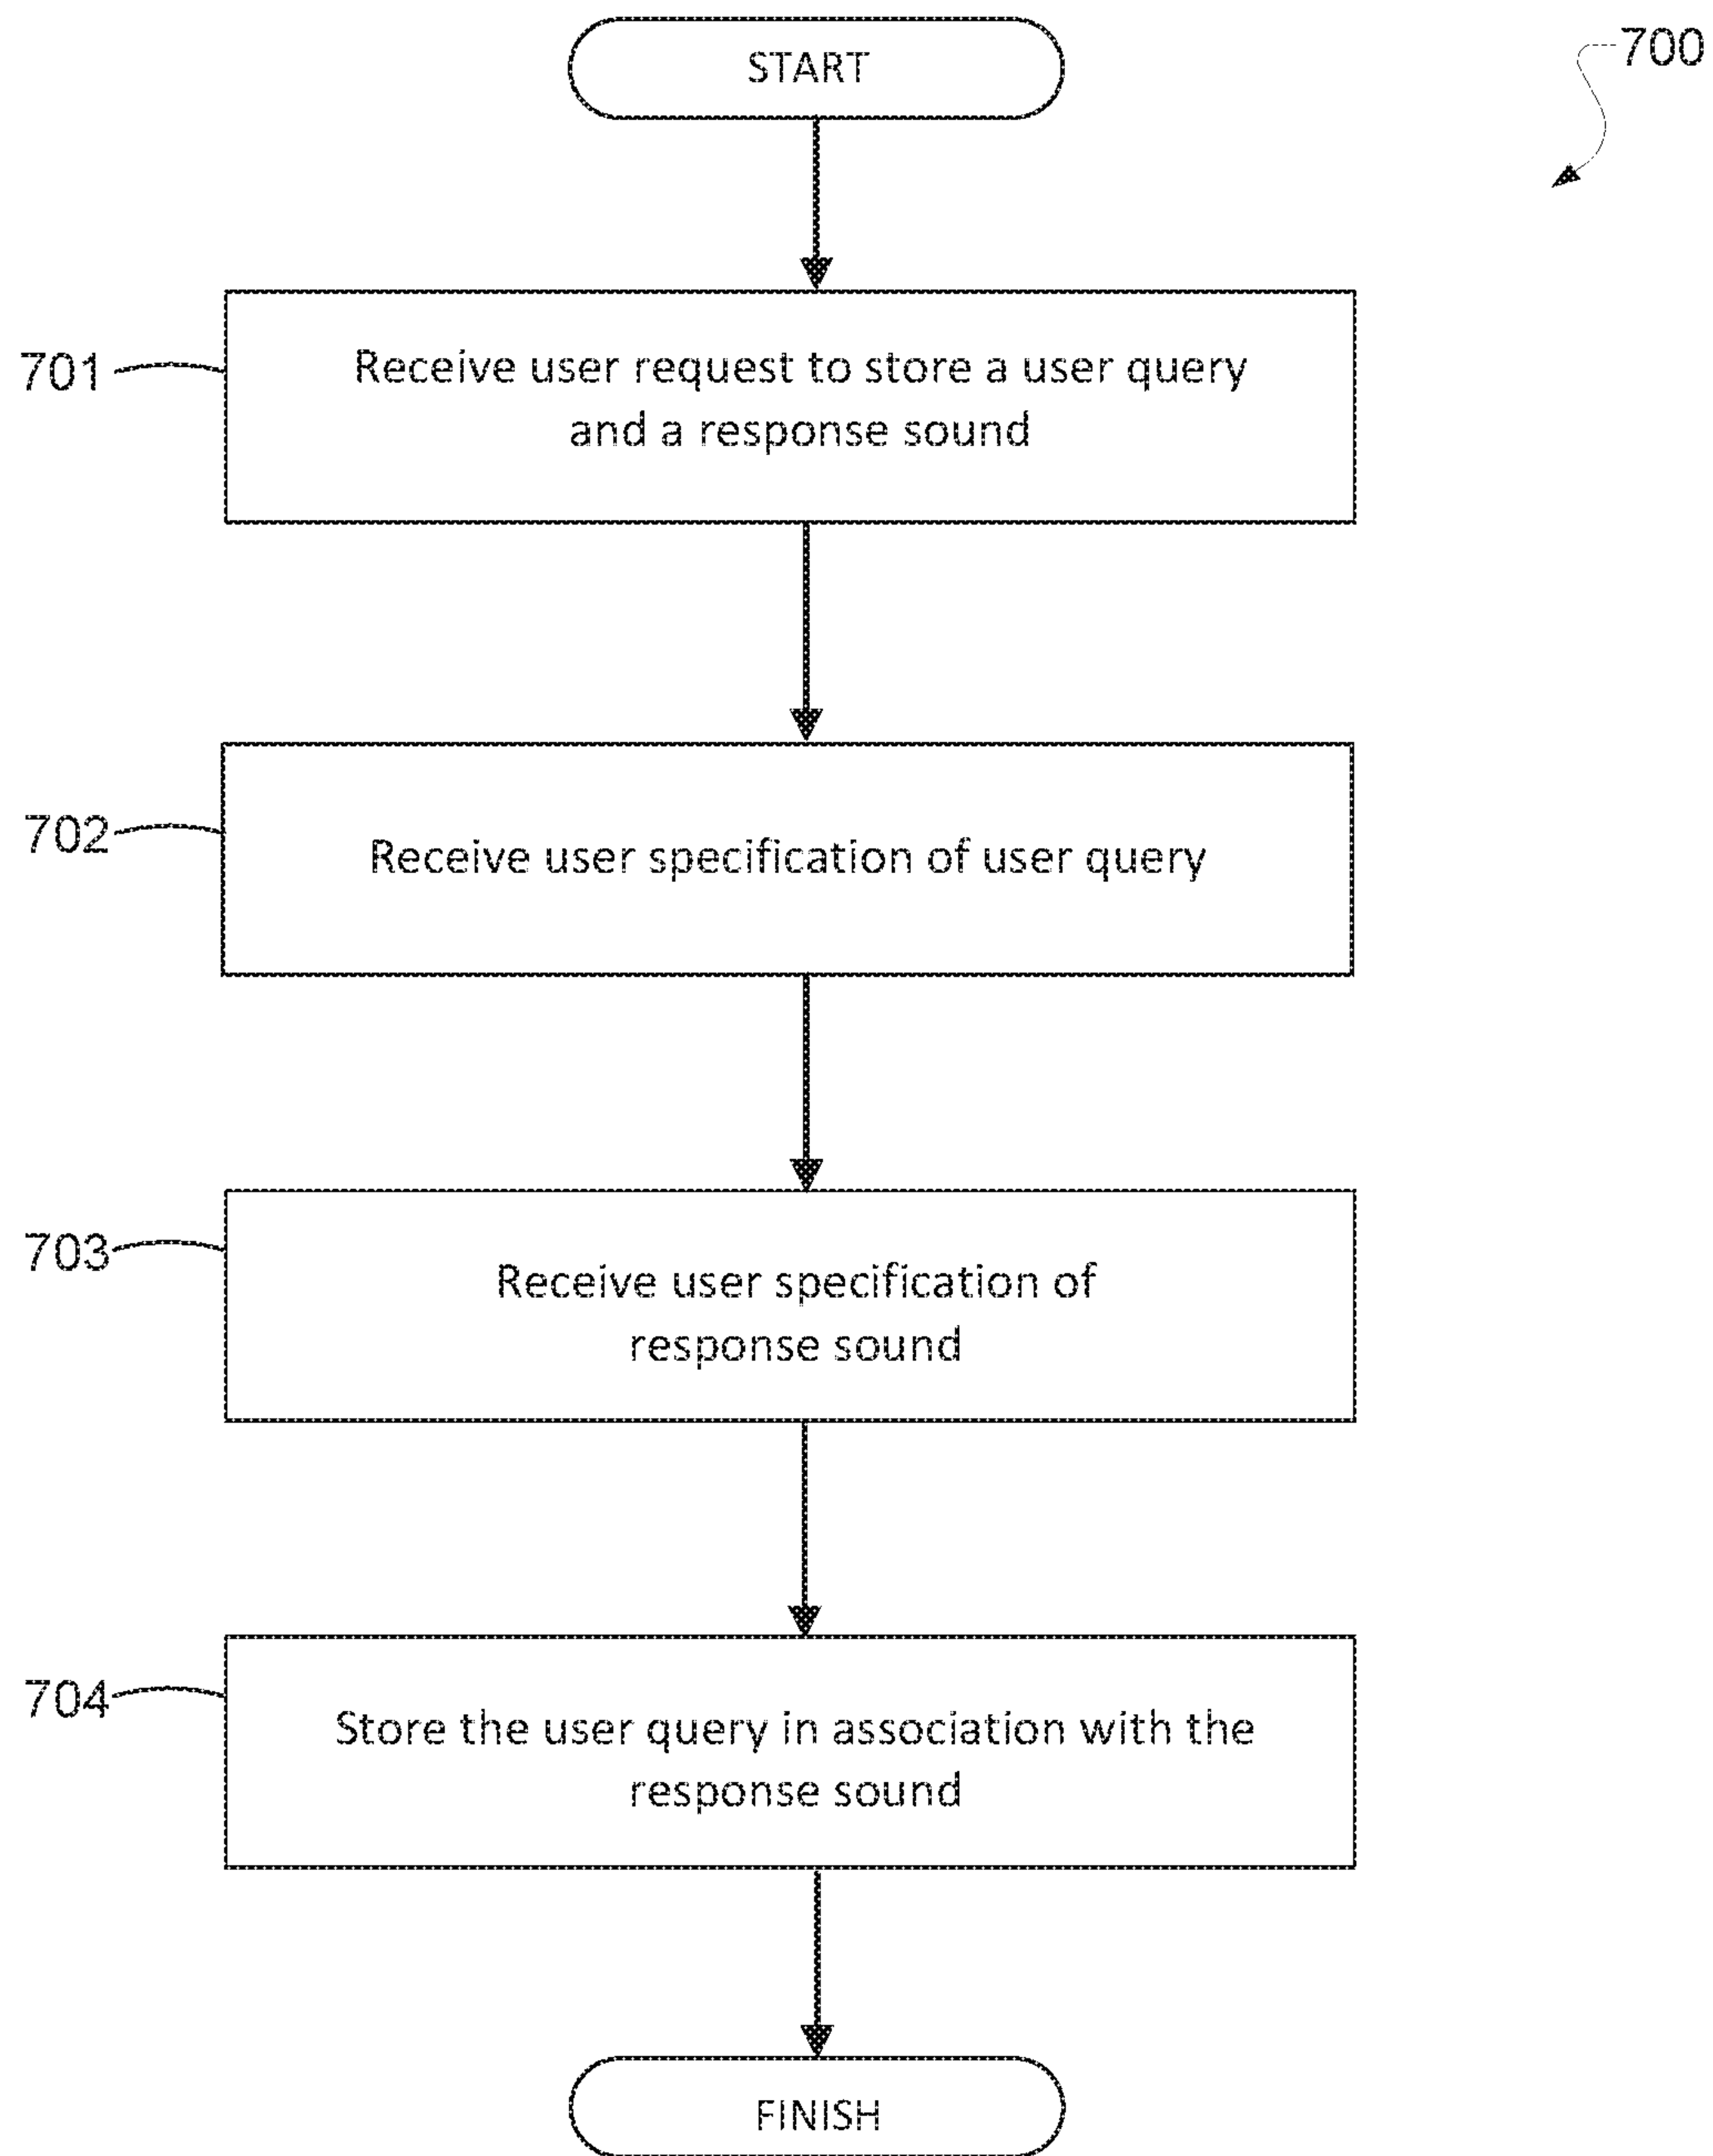 START
700
701
Receive user request to store a user query
and a response sound
702
Receive user specification of user query
703
Receive user specification of
response sound
704
Store the user query in association with the
response sound
FINISH